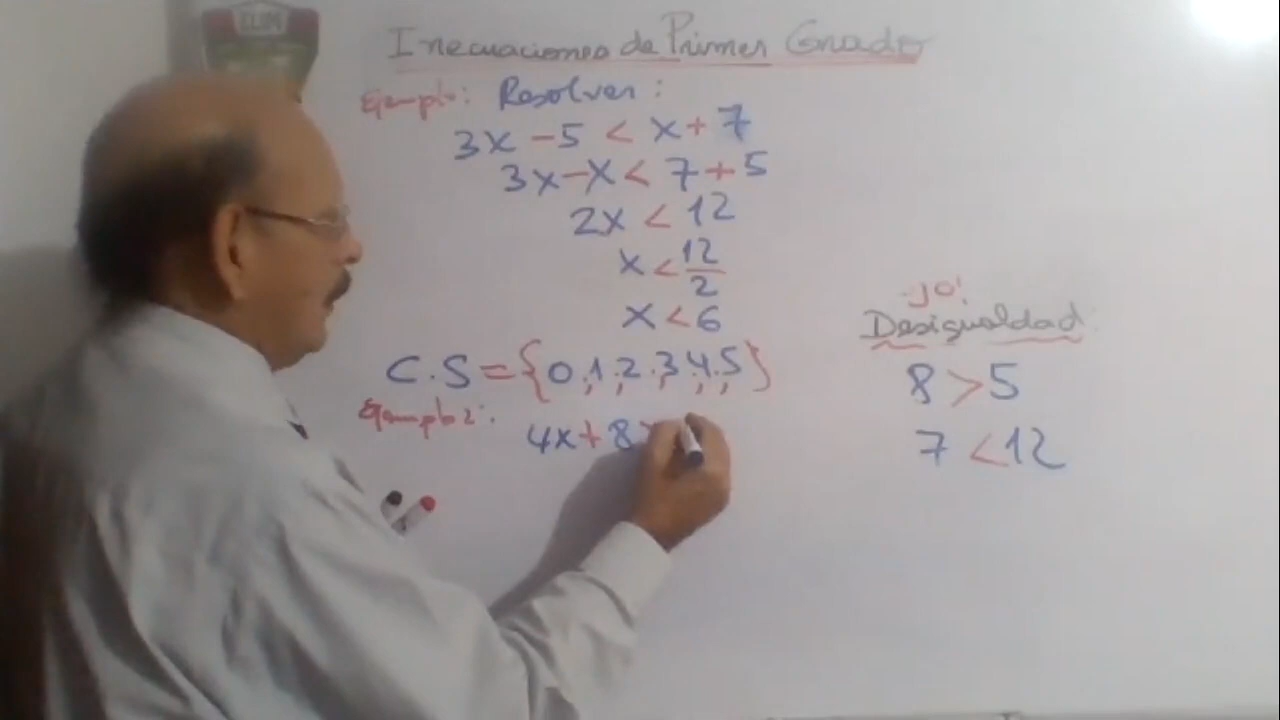 Inecuaciones de Primer Grado
Ejemplo: Resolver:
3x - 5 < x + 7
3x - x < 7 + 5
2x < 12
x < 12/2
x < 6
C.S = {0,1,2,3,4,5}
Ejemplo 2:
4x + 8
Desigualdad
8 > 5
7 < 12